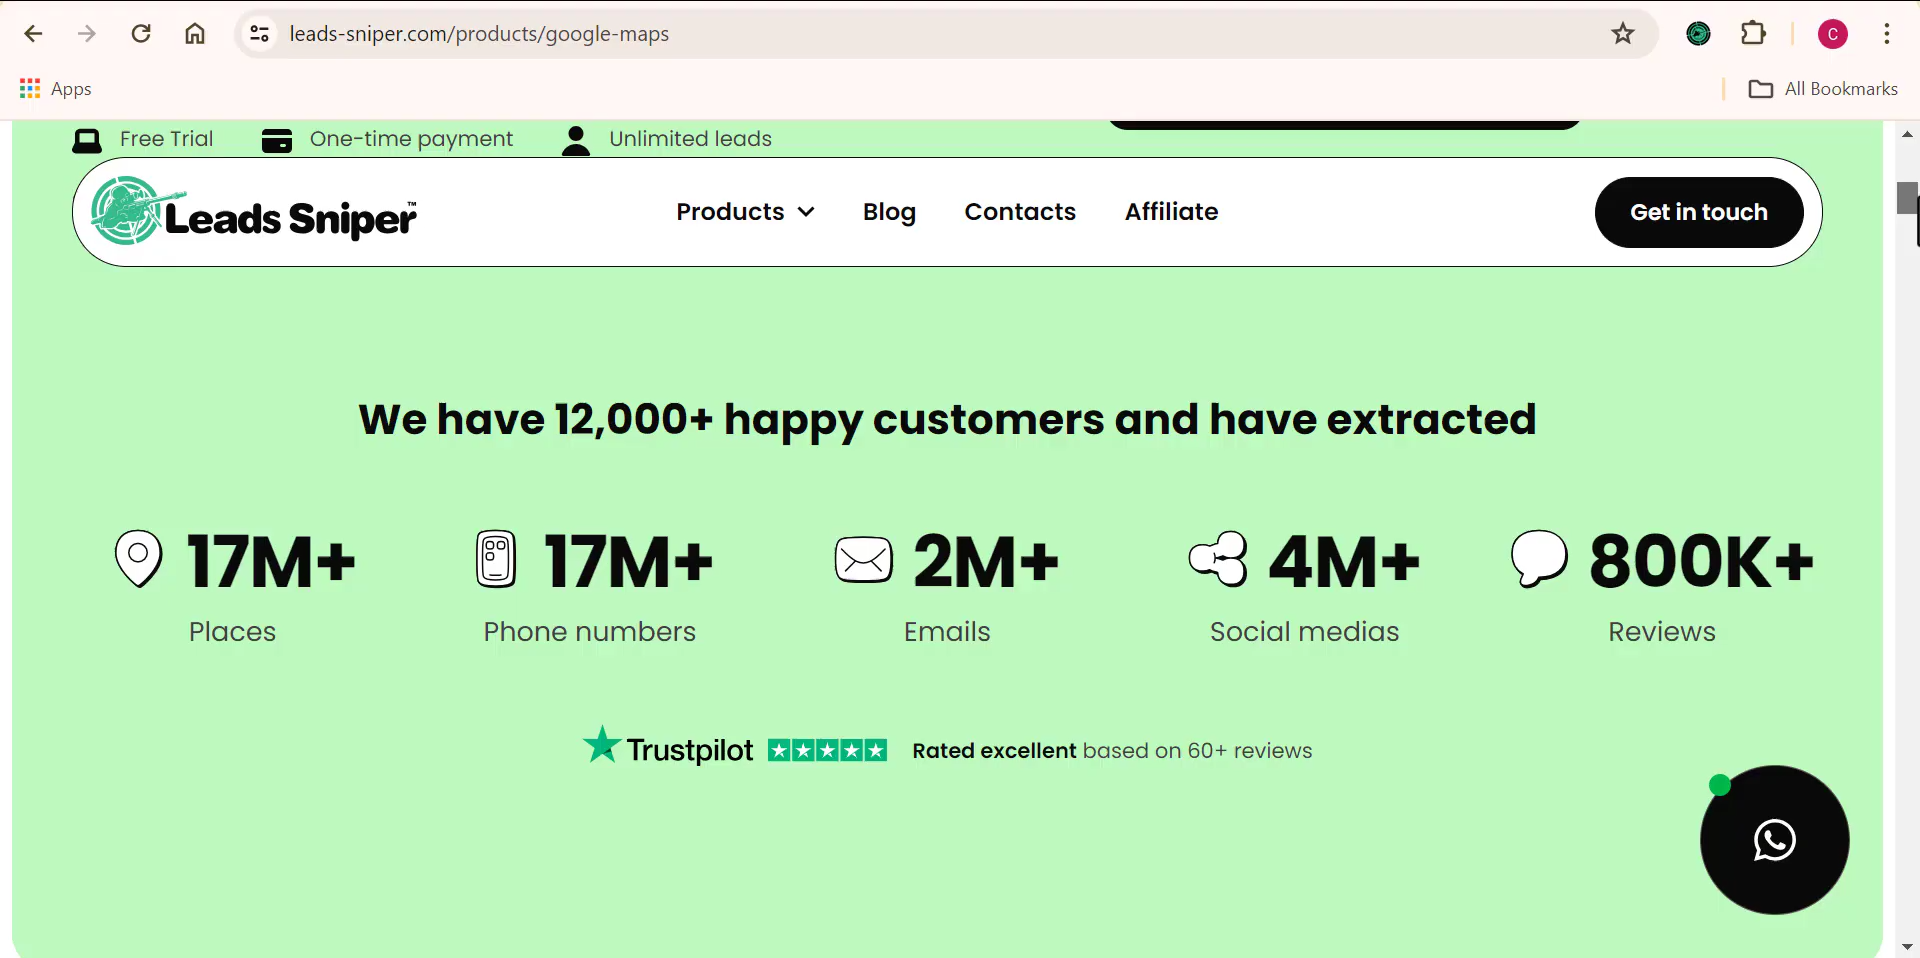 leads-sniper.com/products/google-maps
C
Apps
All Bookmarks
Free Trial
One-time payment
Unlimited leads
Leads Sniper™
Products
Blog
Contacts
Affiliate
Get in touch
We have 12,000+ happy customers and have extracted
17M+
Places
17M+
Phone numbers
2M+
Emails
4M+
Social medias
800K+
Reviews
Trustpilot
Rated excellent based on 60+ reviews